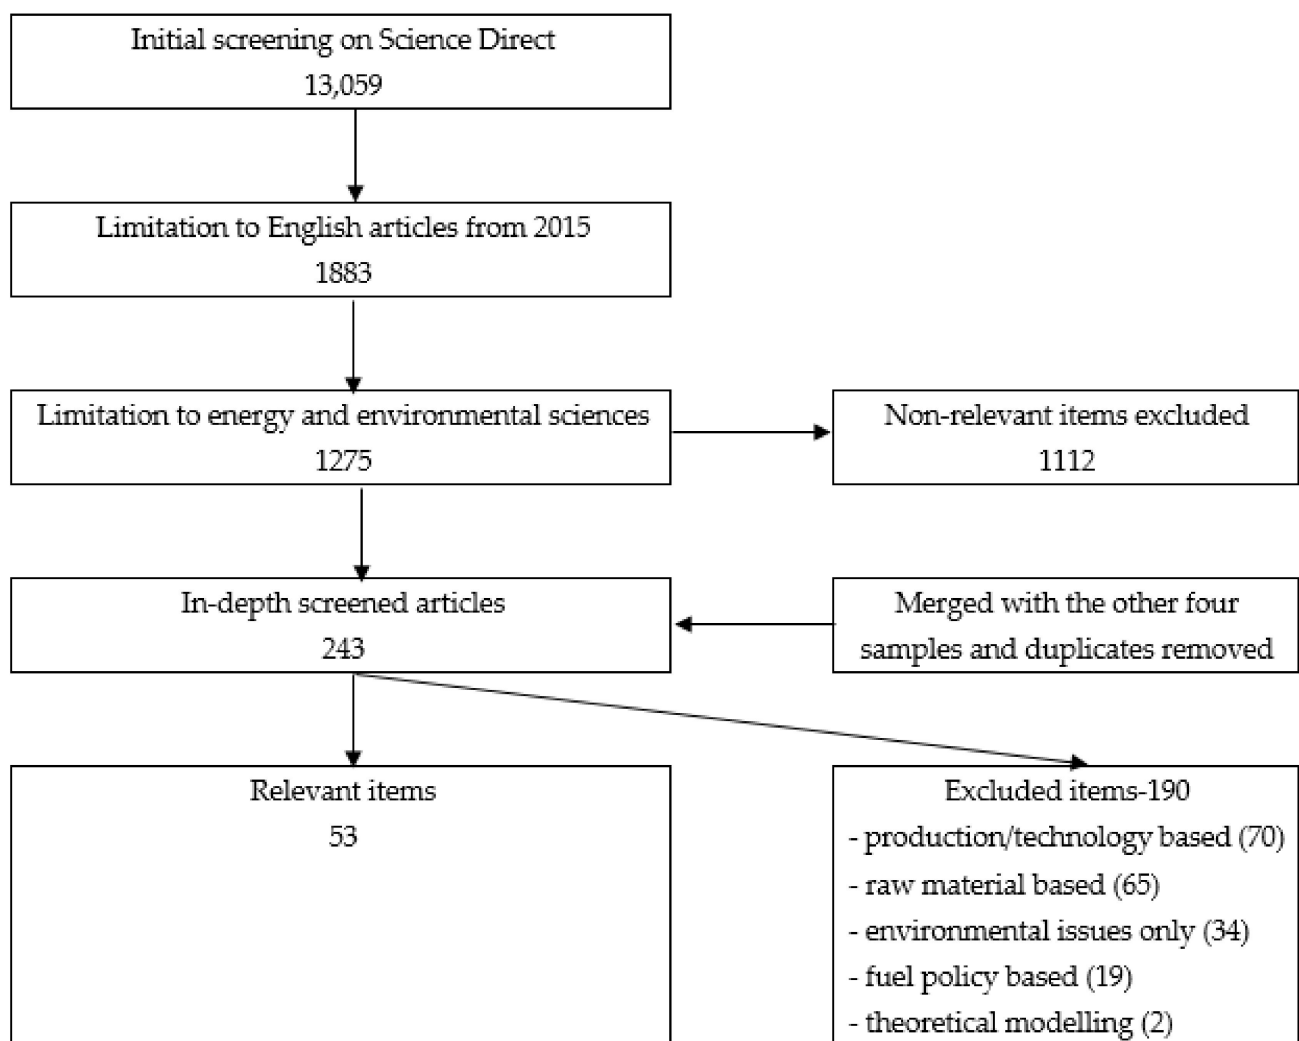 Initial screening on Science Direct
13,059
Limitation to English articles from 2015
1883
Limitation to energy and environmental sciences
1275
Non-relevant items excluded
1112
In-depth screened articles
243
Merged with the other four
samples and duplicates removed
Relevant items
53
Excluded items-190
- production/technology based (70)
- raw material based (65)
- environmental issues only (34)
- fuel policy based (19)
- theoretical modelling (2)